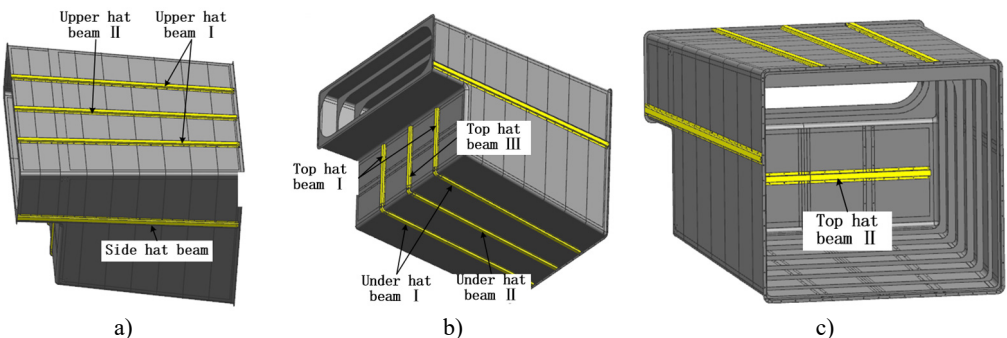 Upper hat
beam Ⅱ
Upper hat
beam Ⅰ
Side hat beam
a)
Top hat
beam Ⅰ
Top hat
beam Ⅲ
Under hat
beam Ⅰ
Under hat
beam Ⅱ
b)
Top hat
beam Ⅱ
c)